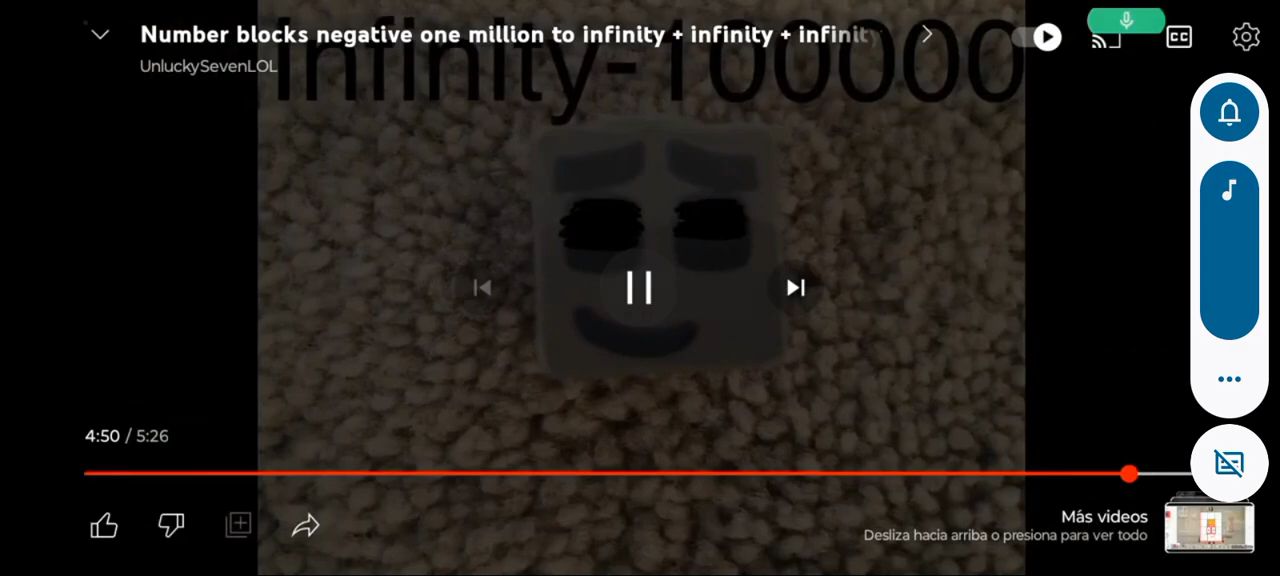 Number blocks negative one million to infinity + infinity + infinity
UnluckySevenLOL
Infinity-100000
CC
4:50 / 5:26
Más videos
Desliza hacia arriba o presiona para ver todo